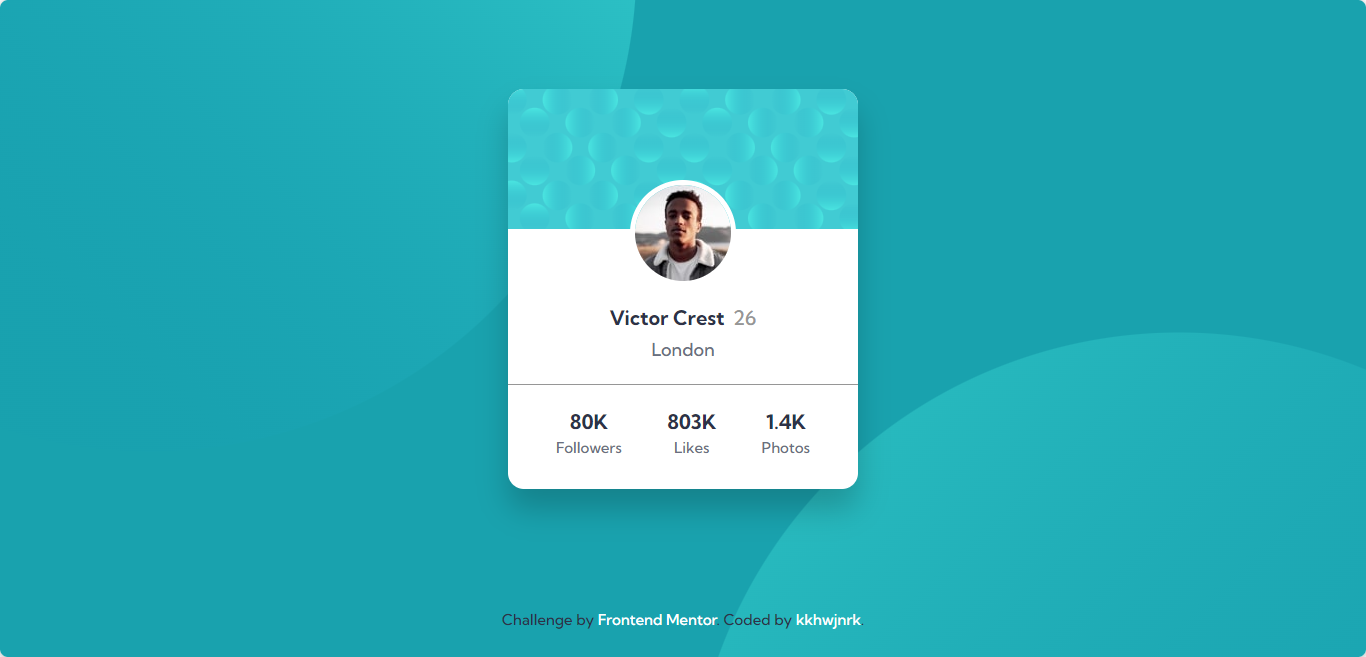 Victor Crest 26
London
80K 803K 1.4K
Followers Likes Photos
Challenge by Frontend Mentor. Coded by kkhwjnrk.